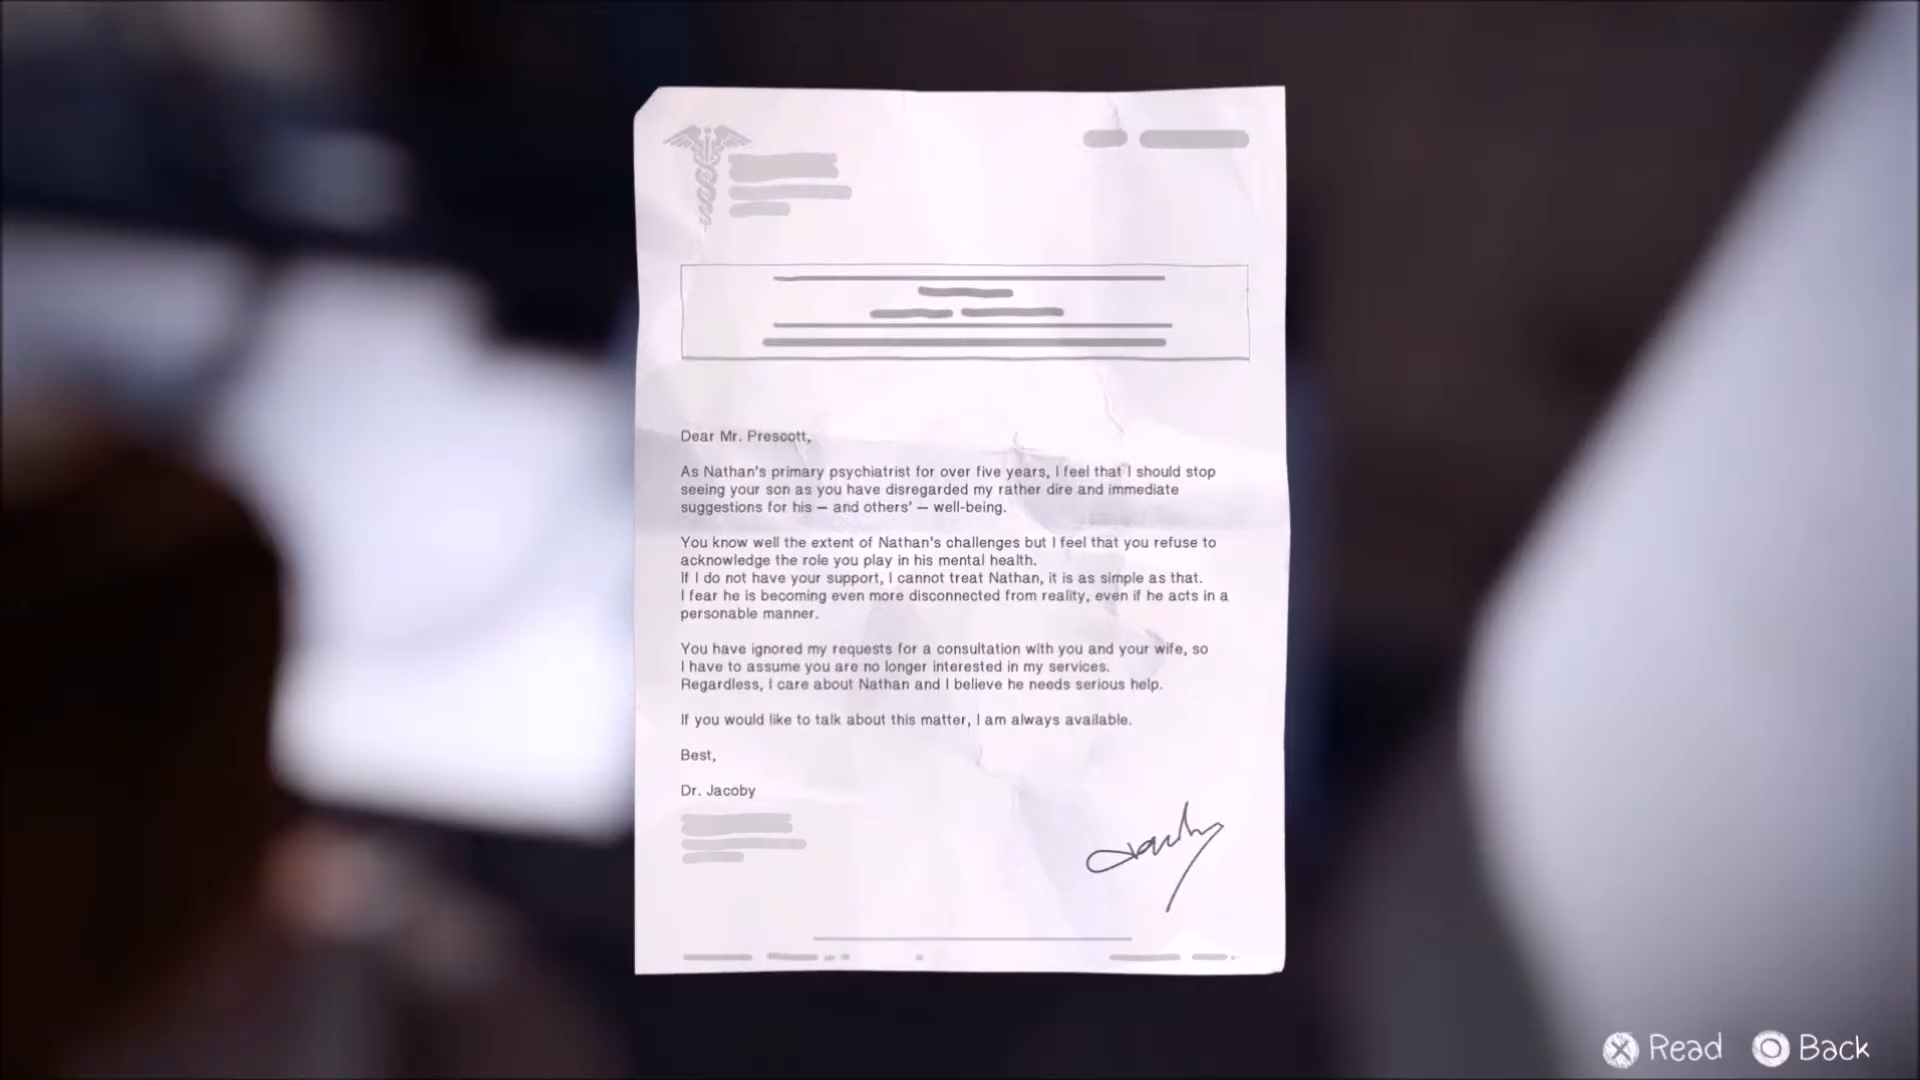 Dear Mr. Prescott,
As Nathan's primary psychiatrist for over five years, I feel that I should stop
seeing your son as you have disregarded my rather dire and immediate
suggestions for his – and others' – well-being.
You know well the extent of Nathan's challenges but I feel that you refuse to
acknowledge the role you play in his mental health.
If I do not have your support, I cannot treat Nathan, it is as simple as that.
I fear he is becoming even more disconnected from reality, even if he acts in a
personable manner.
You have ignored my requests for a consultation with you and your wife, so
I have to assume you are no longer interested in my services.
Regardless, I care about Nathan and I believe he needs serious help.
If you would like to talk about this matter, I am always available.
Best,
Dr. Jacoby
Read Back